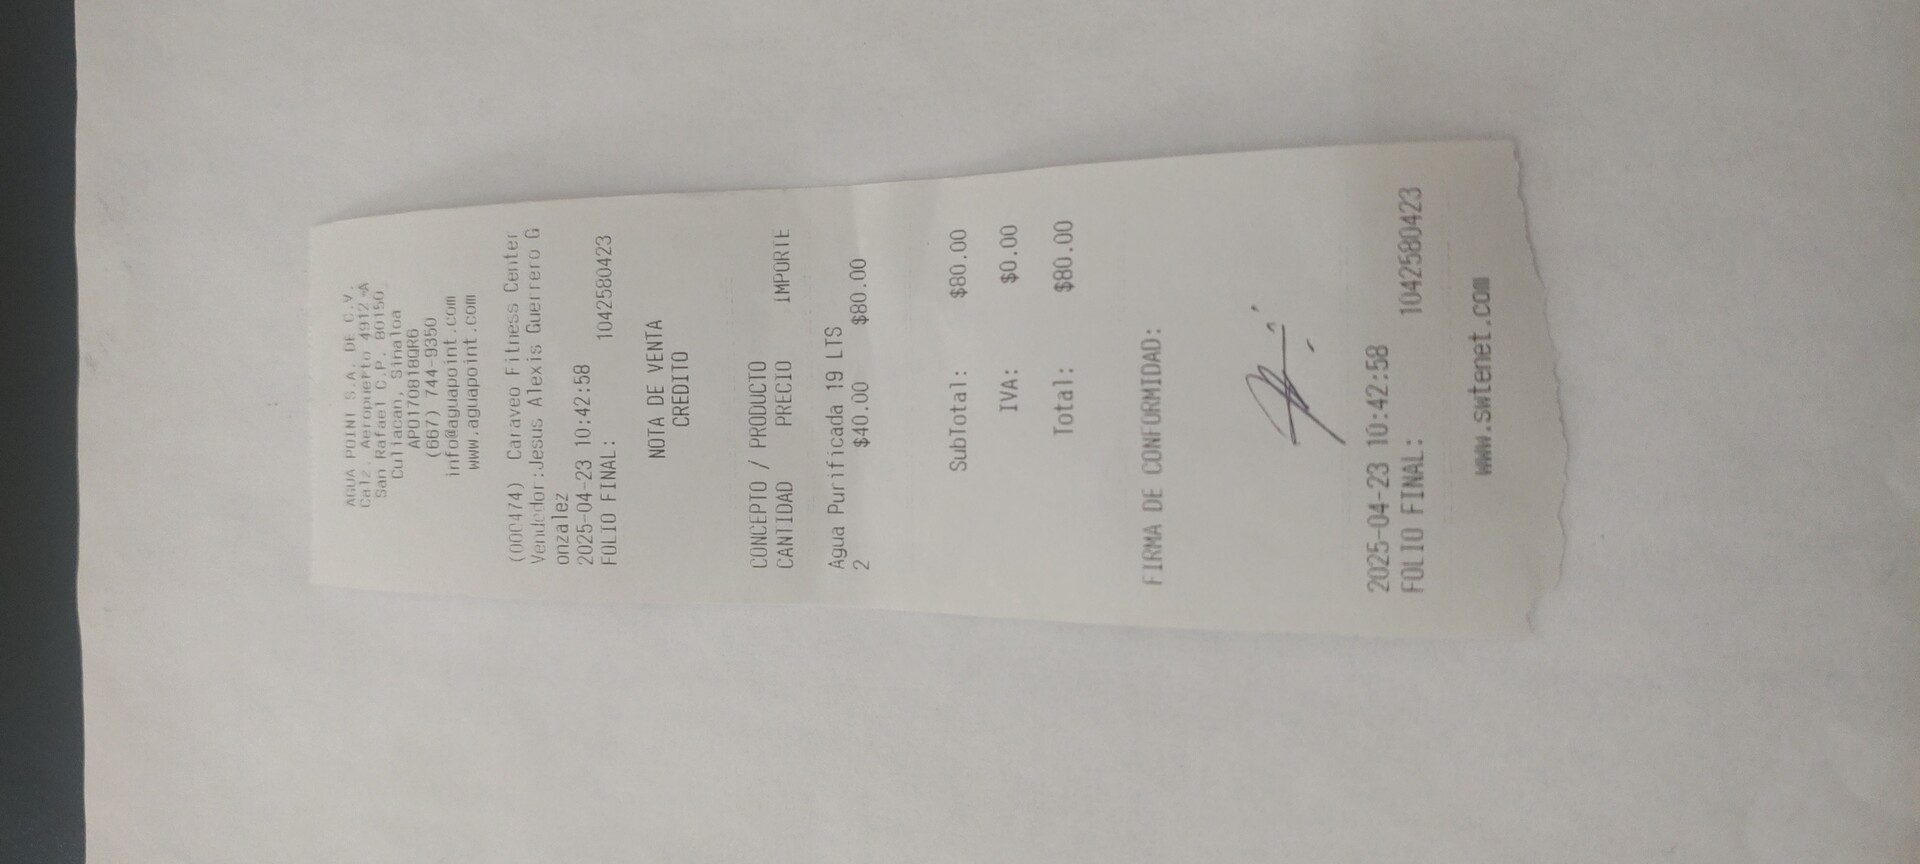 AGUA POINT S.A. DE C.V.
Calz. Aeropuerto 4912-A
San Rafael C.P. 80150
Culiacan, Sinaloa
APO170818QR6
(667) 744-9350
info@aguapoint.com
www.aguapoint.com
(000474) Caraveo Fitness Center
Vendedor:Jesus Alexis Guerrero G
onzalez
2025-04-23 10:42:58
FOLIO FINAL: 1042580423
NOTA DE VENTA
CREDITO
CONCEPTO / PRODUCTO
CANTIDAD PRECIO IMPORTE
Agua Purificada 19 LTS
2 $40.00 $80.00
SubTotal: $80.00
IVA: $0.00
Total: $80.00
FIRMA DE CONFORMIDAD:
2025-04-23 10:42:58
FOLIO FINAL: 1042580423
www.swtenet.com